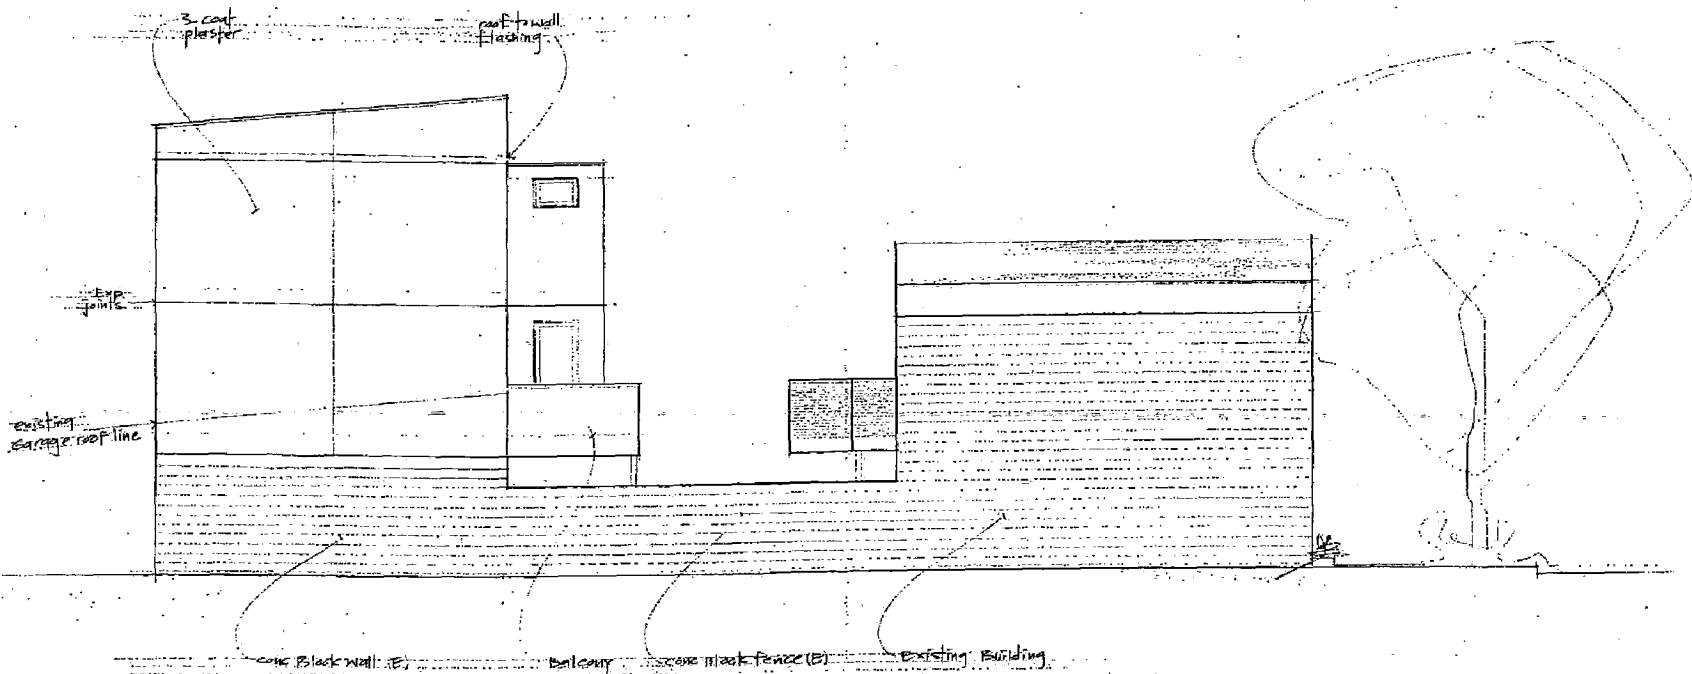 3 coat
plaster
roof to wall
flashing
Exp
joints
existing
Garage roof line
conc Block Wall (E)
Balcony
conc Block fence (E)
Existing Building